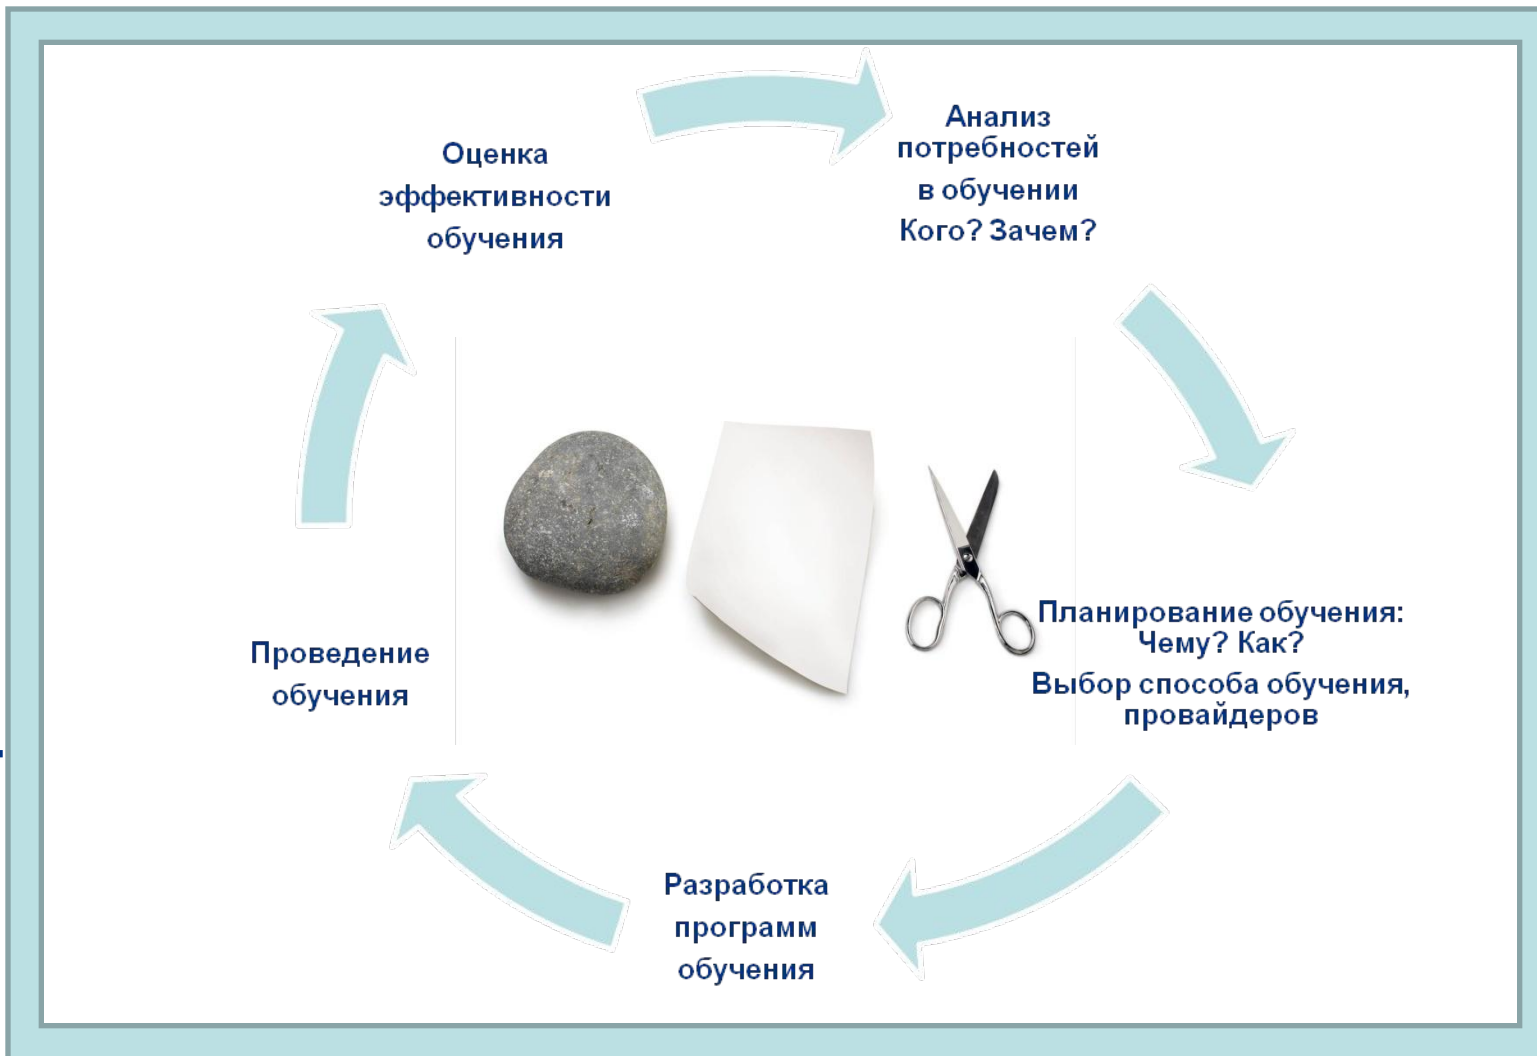 Анализ
потребностей
в обучении
Кого? Зачем?
Планирование обучения:
Чему? Как?
Выбор способа обучения,
провайдеров
Разработка
программ
обучения
Проведение
обучения
Оценка
эффективности
обучения